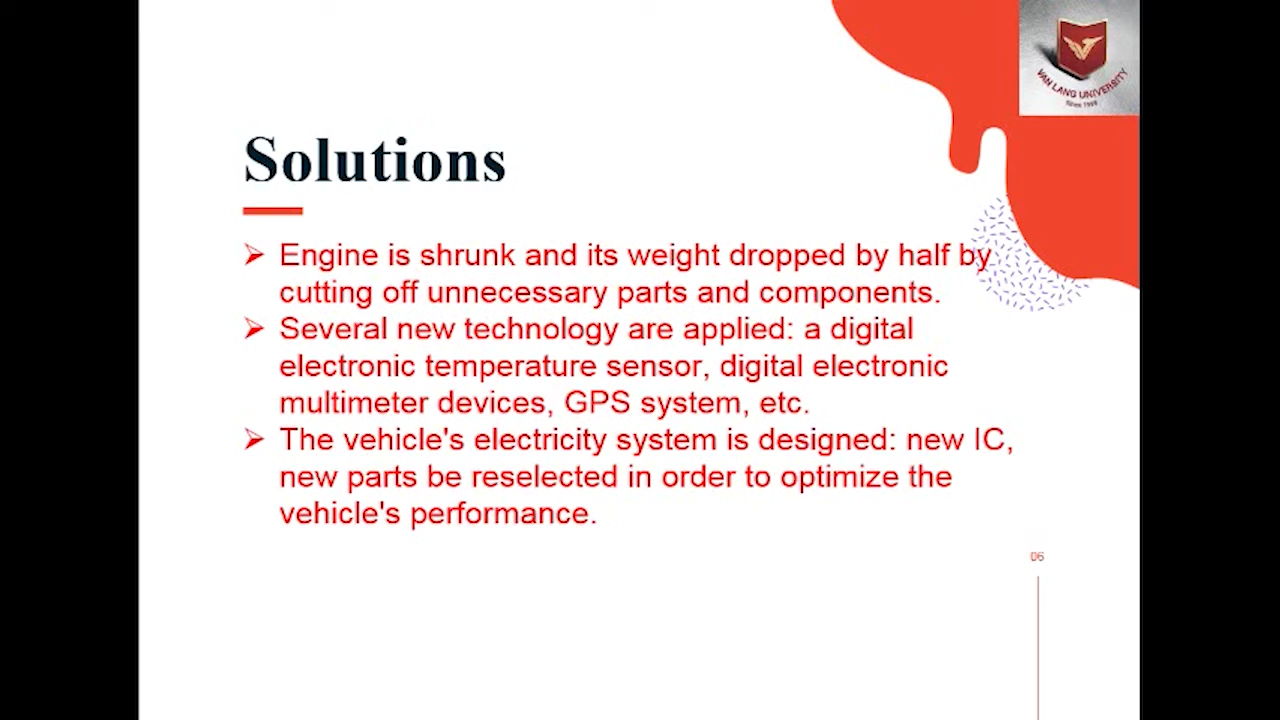 VAN LANG UNIVERSITY
Solutions
Engine is shrunk and its weight dropped by half by
cutting off unnecessary parts and components.
Several new technology are applied: a digital
electronic temperature sensor, digital electronic
multimeter devices, GPS system, etc.
The vehicle's electricity system is designed: new IC,
new parts be reselected in order to optimize the
vehicle's performance.
06